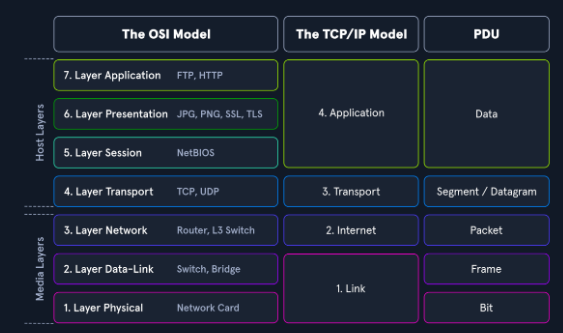 The OSI Model
The TCP/IP Model
PDU
Host Layers
7. Layer Application FTP, HTTP
6. Layer Presentation JPG, PNG, SSL, TLS
5. Layer Session NetBIOS
4. Application
Data
4. Layer Transport TCP, UDP
3. Transport
Segment / Datagram
Media Layers
3. Layer Network Router, L3 Switch
2. Internet
Packet
2. Layer Data-Link Switch, Bridge
1. Layer Physical Network Card
1. Link
Frame
Bit